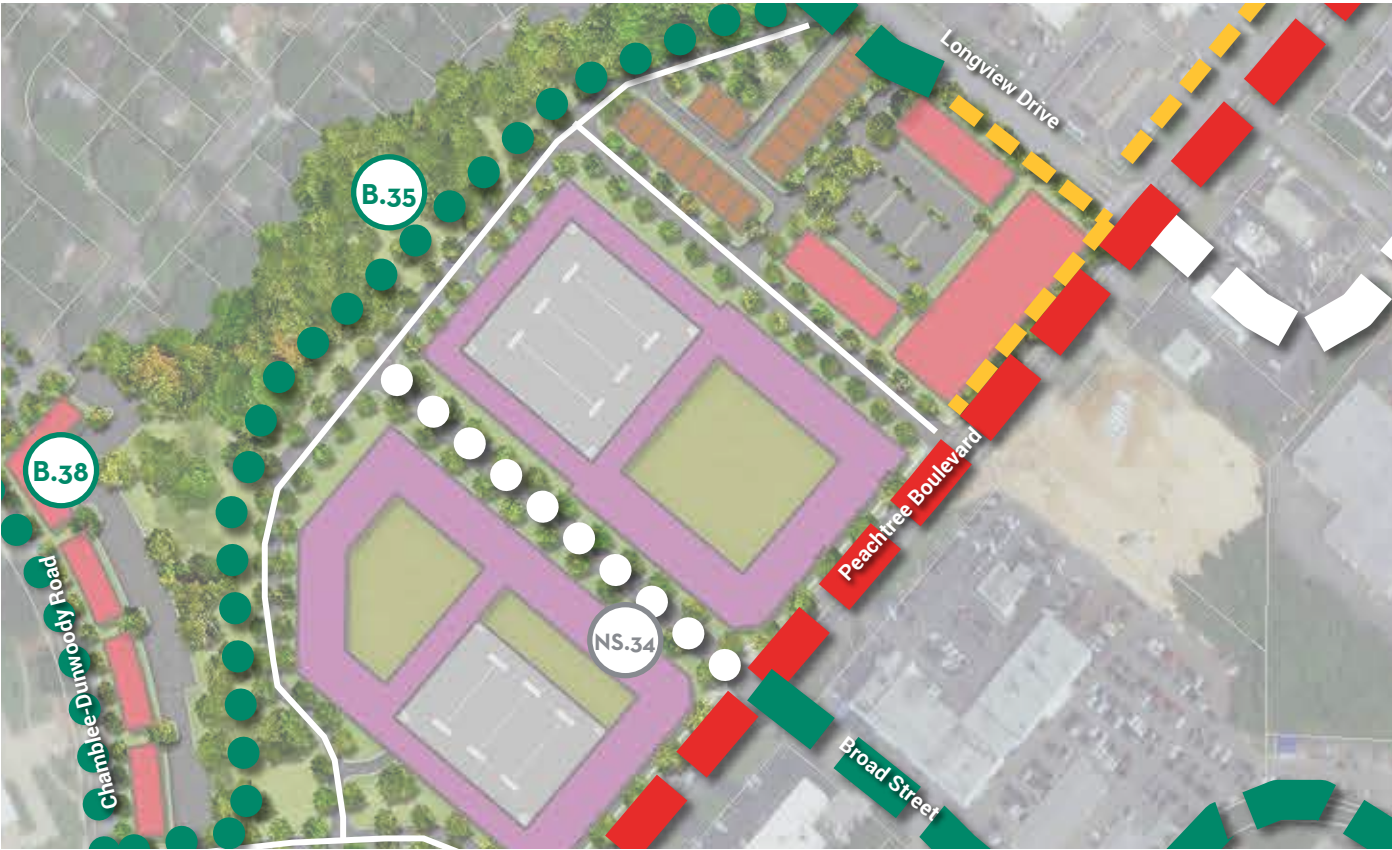 Longview Drive
B.35
Peachtree Boulevard
B.38
Chamblee-Dunwoody Road
NS.34
Broad Street